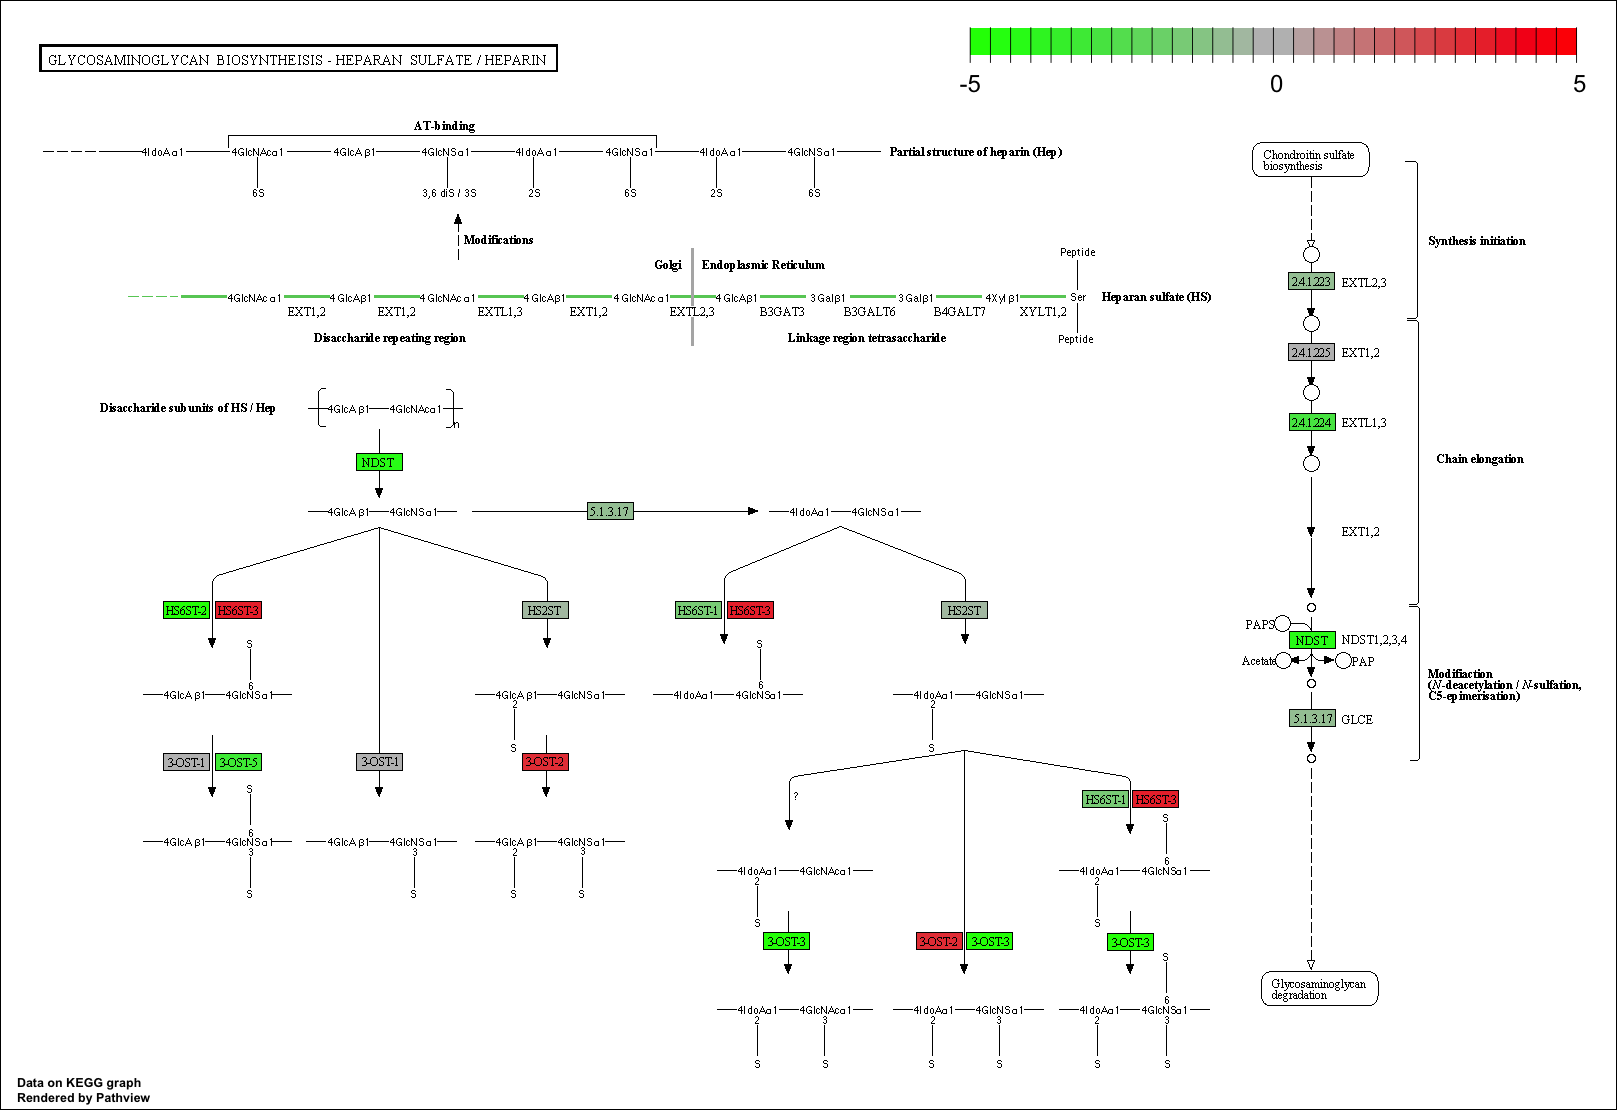 GLYCOSAMINOGLYCAN BIOSYNTHEISIS - HEPARAN SULFATE / HEPARIN
-5 0 5
AT-binding
4IdoAα1 4GlcNAcα1 4GlcAβ1 4GlcNSα1 4IdoAα1 4GlcNSα1 4IdoAα1 4GlcNSα1 Partial structure of heparin (Hep)
6S 3,6 diS / 3S 2S 6S 2S 6S
Modifications
Golgi Endoplasmic Reticulum
Peptide
4GlcNAcα1 4GlcAβ1 4GlcNAcα1 4GlcAβ1 4GlcNAcα1 4GlcAβ1 3Galβ1 3Galβ1 4Xylβ1 Ser Heparan sulfate (HS)
EXT1,2 EXT1,2 EXTL1,3 EXT1,2 EXTL2,3 B3GAT3 B3GALT6 B4GALT7 XYLT1,2
Disaccharide repeating region Linkage region tetrasaccharide
Peptide
Disaccharide subunits of HS / Hep
4GlcAβ1 4GlcNAcα1
n
NDST
4GlcAβ1 4GlcNSα1 5.1.3.17 4IdoAα1 4GlcNSα1
HS6ST-2 HS6ST-3 HS2ST HS6ST-1 HS6ST-3 HS2ST
S S
6 6
4GlcAβ1 4GlcNSα1 4GlcAβ1 4GlcNSα1 4IdoAα1 4GlcNSα1 4IdoAα1 4GlcNSα1
2 2
S S
3-OST-1 3-OST-5 3-OST-1 3-OST-2
S
6
4GlcAβ1 4GlcNSα1 4GlcAβ1 4GlcNSα1 4GlcAβ1 4GlcNSα1
3 3 2 3
S S S S
? HS6ST-1 HS6ST-3
S
6
4IdoAα1 4GlcNAcα1 4IdoAα1 4GlcNSα1
2 2
S S
3-OST-3 3-OST-2 3-OST-3 3-OST-3
S
6
4IdoAα1 4GlcNAcα1 4IdoAα1 4GlcNSα1 4IdoAα1 4GlcNSα1
2 3 2 3 2 3
S S S S S S
Chondroitin sulfate
biosynthesis
Synthesis initiation
2.4.1.223 EXTL2,3
2.4.1.225 EXT1,2
2.4.1.224 EXTL1,3
Chain elongation
EXT1,2
PAPS
NDST NDST1,2,3,4
Acetate PAP
Modifiaction
(N-deacetylation / N-sulfation,
C5-epimerisation)
5.1.3.17 GLCE
Glycosaminoglycan
degradation
Data on KEGG graph
Rendered by Pathview